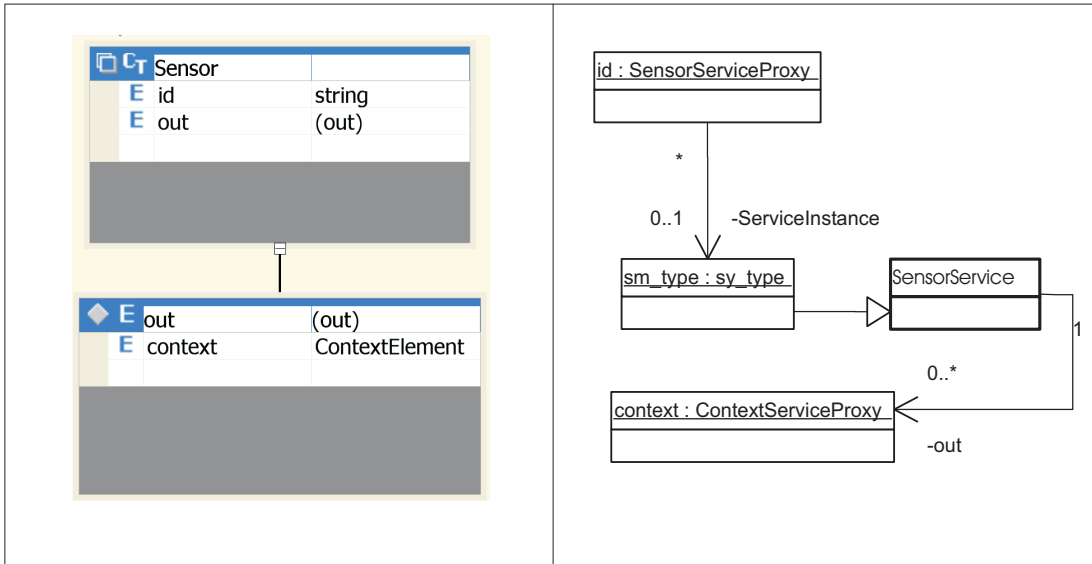 CT Sensor
E id string
E out (out)
E out (out)
E context ContextElement
id : SensorServiceProxy
*
0..1 -ServiceInstance
sm_type : sy_type
SensorService
1
0..*
context : ContextServiceProxy
-out